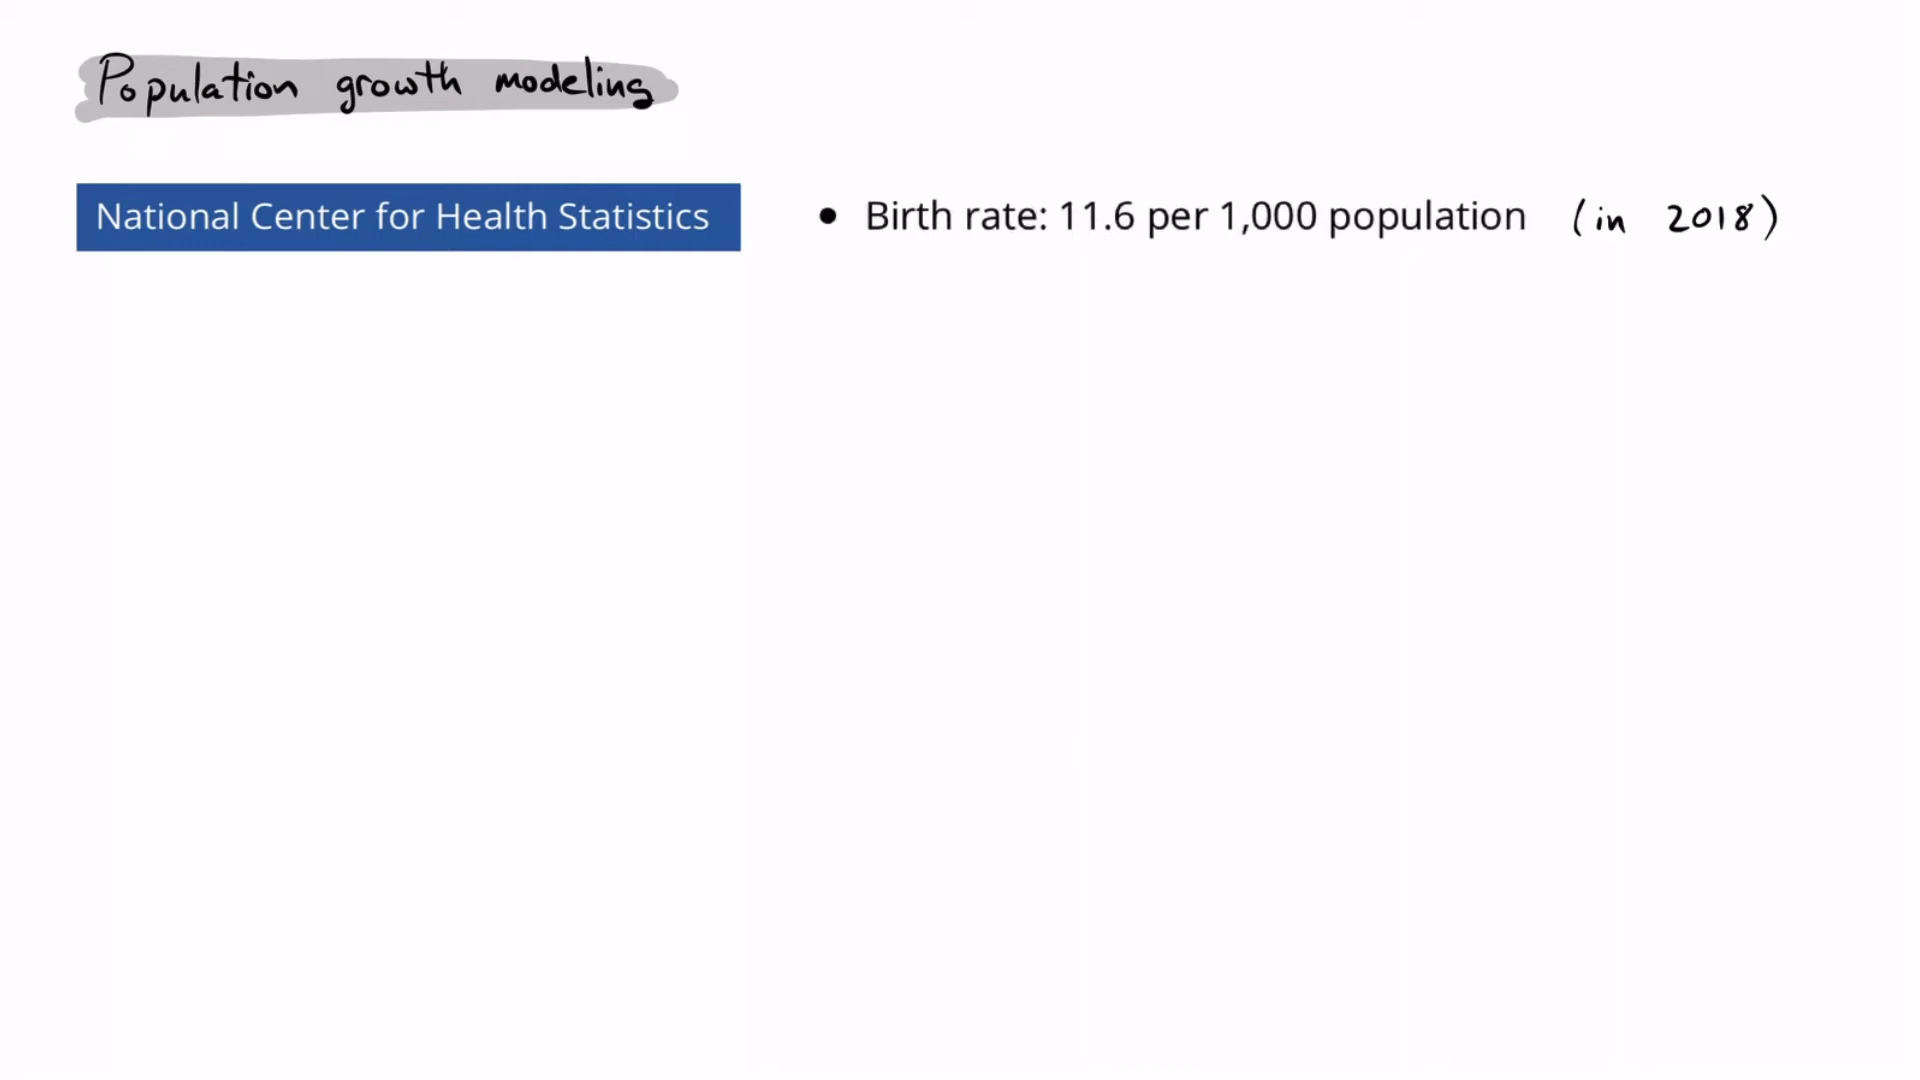 Population growth modeling
National Center for Health Statistics
• Birth rate: 11.6 per 1,000 population (in 2018)